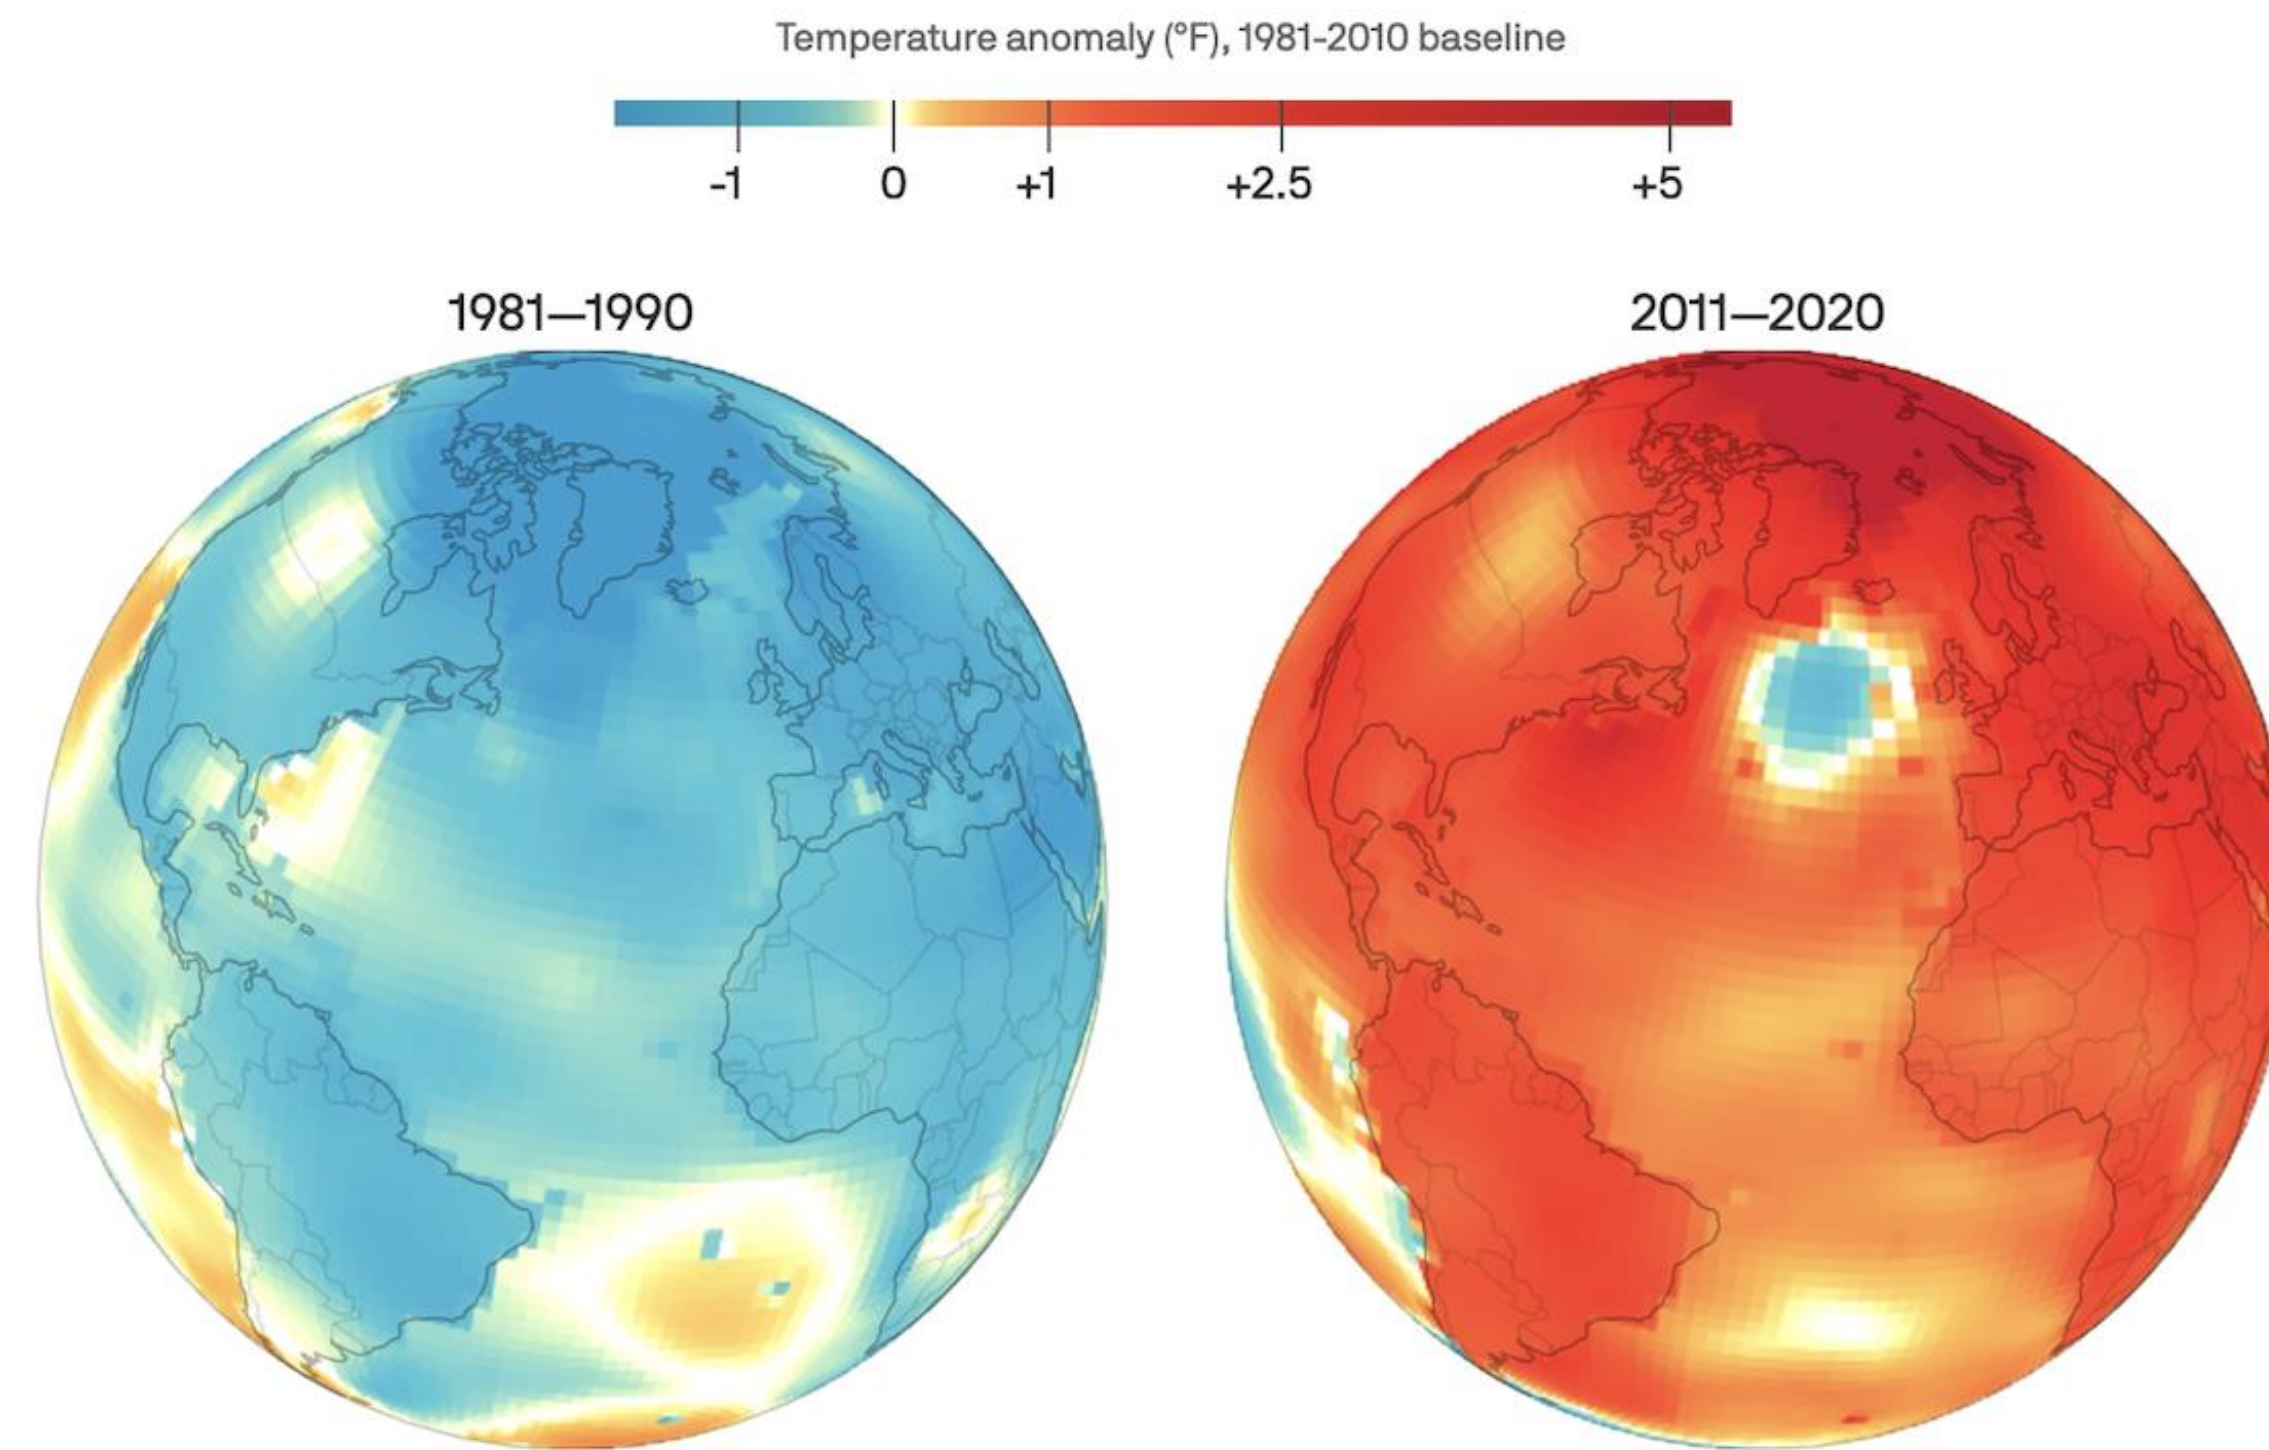 Temperature anomaly (°F), 1981-2010 baseline
-1 0 +1 +2.5 +5
1981—1990 2011—2020